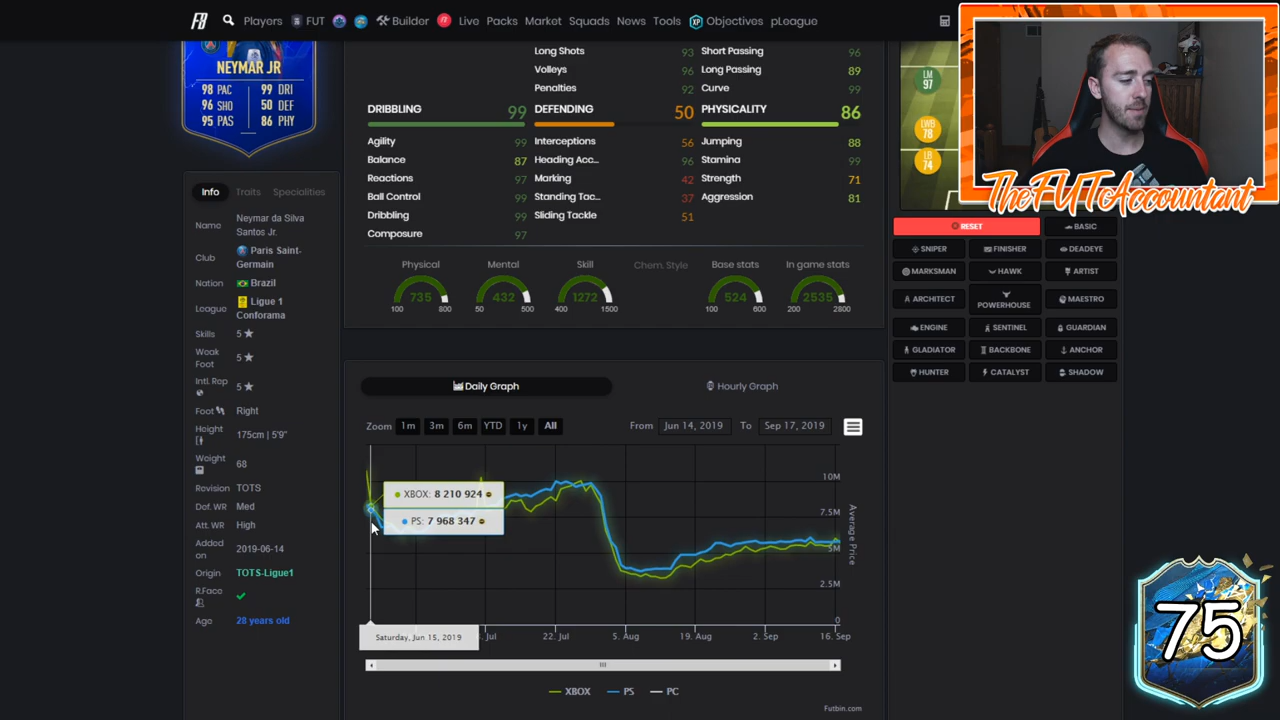 F8 Players FUT Builder Live Packs Market Squads News Tools XP Objectives pLeague
NEYMAR JR
98 PAC 99 DRI
96 SHO 50 DEF
95 PAS 86 PHY
Long Shots 93 Short Passing 96
Volleys 96 Long Passing 89
Penalties 92 Curve 99
DRIBBLING 99 DEFENDING 50 PHYSICALITY 86
Agility 99 Interceptions 56 Jumping 88
Balance 87 Heading Acc... 96 Stamina 99
Reactions 97 Marking 42 Strength 71
Ball Control 99 Standing Tac... 37 Aggression 81
Dribbling 99 Sliding Tackle 51
Composure 97
Physical Mental Skill Chem. Style Base stats In game stats
735 432 1272 524 2535
100 800 50 500 400 1500 100 600 100 2800
Info Traits Specialities
Name Neymar da Silva Santos Jr.
Club Paris Saint-Germain
Nation Brazil
League Ligue 1 Conforama
Skills 5
Weak Foot 5
Intl. Rep 5
Foot Right
Height 175cm | 5'9"
Weight 68
Revision TOTS
Def. WR Med
Att. WR High
Added on 2019-06-14
Origin TOTS-Ligue1
R.Face
Age 28 years old
Daily Graph Hourly Graph
Zoom 1m 3m 6m YTD 1y All From Jun 14, 2019 To Sep 17, 2019
XBOX: 8 210 924
PS: 7 968 347
10M
7.5M
5M
2.5M
0
Average Price
Saturday, Jun 15, 2019
Jul 22. Jul 5. Aug 19. Aug 2. Sep 16. Sep
XBOX PS PC
Futbin.com
LM
97
LWB
78
LB
74
TheFUTAccountant
RESET BASIC
SNIPER FINISHER DEADEYE
MARKSMAN HAWK ARTIST
ARCHITECT POWERHOUSE MAESTRO
ENGINE SENTINEL GUARDIAN
GLADIATOR BACKBONE ANCHOR
HUNTER CATALYST SHADOW
75